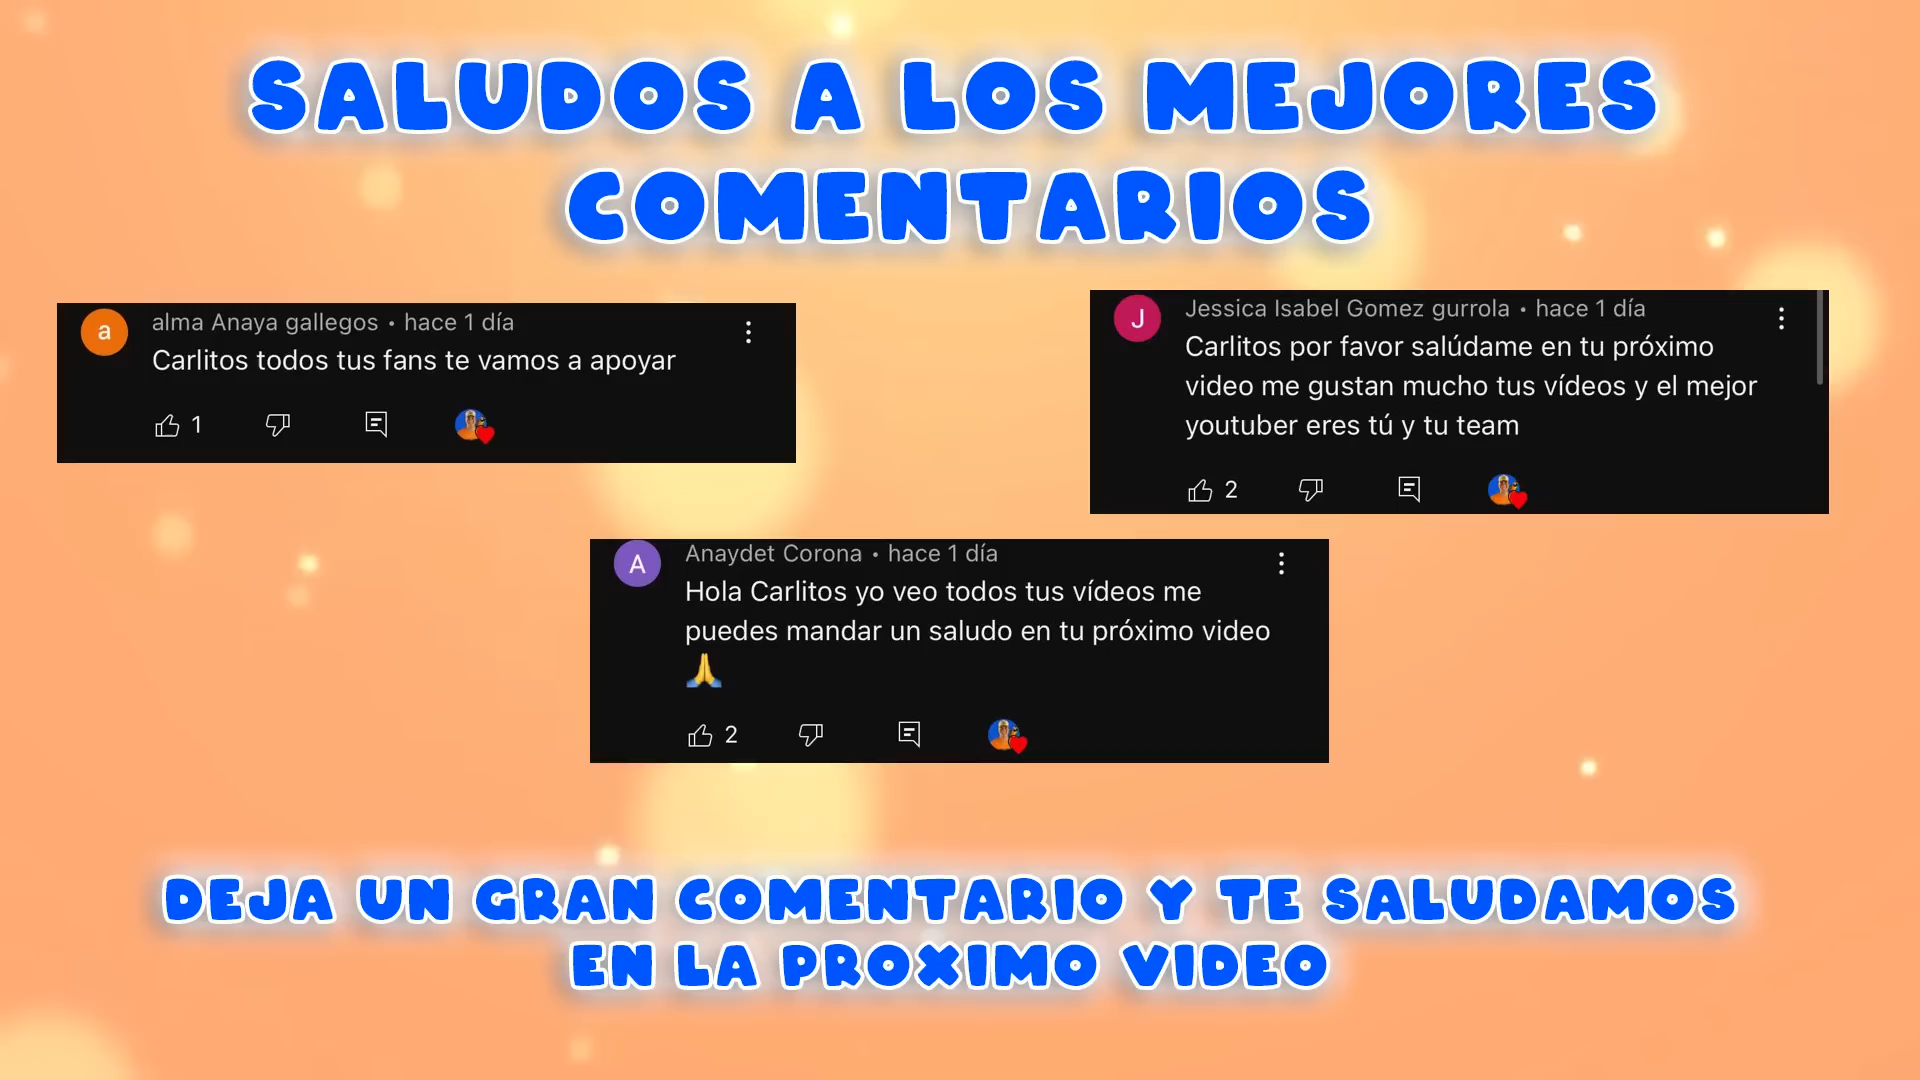 SALUDOS A LOS MEJORES
COMENTARIOS
a
alma Anaya gallegos • hace 1 día
Carlitos todos tus fans te vamos a apoyar
1
J
Jessica Isabel Gomez gurrola • hace 1 día
Carlitos por favor salúdame en tu próximo
video me gustan mucho tus vídeos y el mejor
youtuber eres tú y tu team
2
A
Anaydet Corona • hace 1 día
Hola Carlitos yo veo todos tus vídeos me
puedes mandar un saludo en tu próximo video
🙏
2
DEJA UN GRAN COMENTARIO Y TE SALUDAMOS
EN LA PROXIMO VIDEO